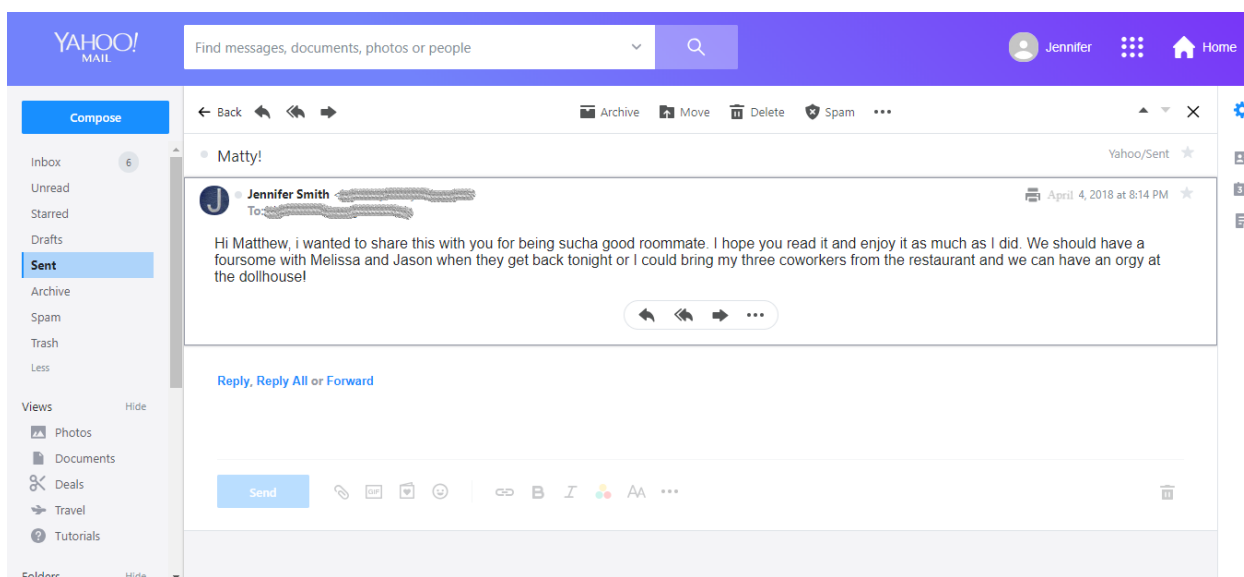 YAHOO!
MAIL
Find messages, documents, photos or people
Jennifer
Home
Compose
Back
Archive
Move
Delete
Spam
Inbox 6
Unread
Starred
Drafts
Sent
Archive
Spam
Trash
Less
Views Hide
Photos
Documents
Deals
Travel
Tutorials
Folders Hide
Matty!
Yahoo/Sent
J
Jennifer Smith
April 4, 2018 at 8:14 PM
To:
Hi Matthew, i wanted to share this with you for being sucha good roommate. I hope you read it and enjoy it as much as I did. We should have a
foursome with Melissa and Jason when they get back tonight or I could bring my three coworkers from the restaurant and we can have an orgy at
the dollhouse!
Reply, Reply All or Forward
Send
GIF
B I AA